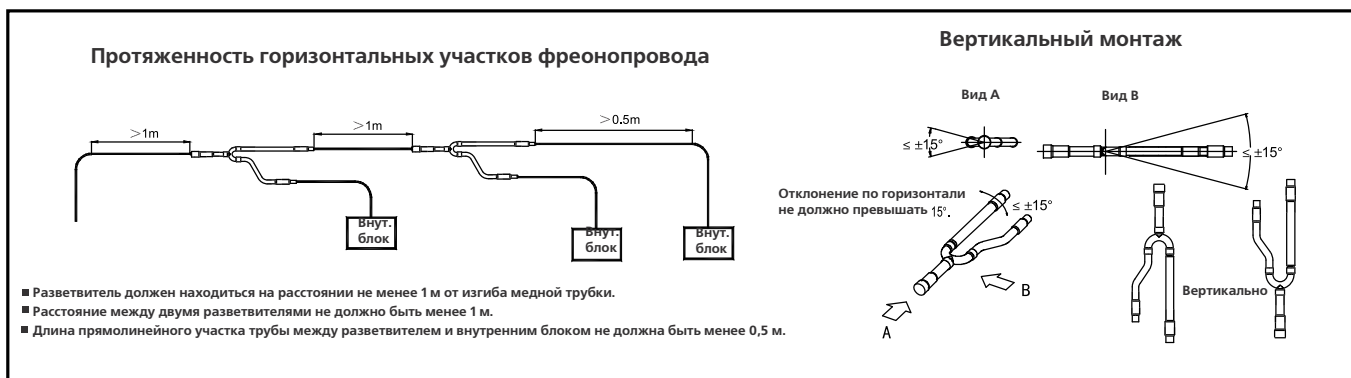 Протяженность горизонтальных участков фреонопровода
>1m
>1m
>0.5m
Внут.
блок
Внут.
блок
Внут.
блок
■ Разветвитель должен находиться на расстоянии не менее 1 м от изгиба медной трубки.
■ Расстояние между двумя разветвителями не должно быть менее 1 м.
■ Длина прямолинейного участка трубы между разветвителем и внутренним блоком не должна быть менее 0,5 м.
Вертикальный монтаж
Вид A
Вид B
≤ ±15°
≤ ±15°
Отклонение по горизонтали
не должно превышать 15°.
≤ ±15°
A
B
Вертикально